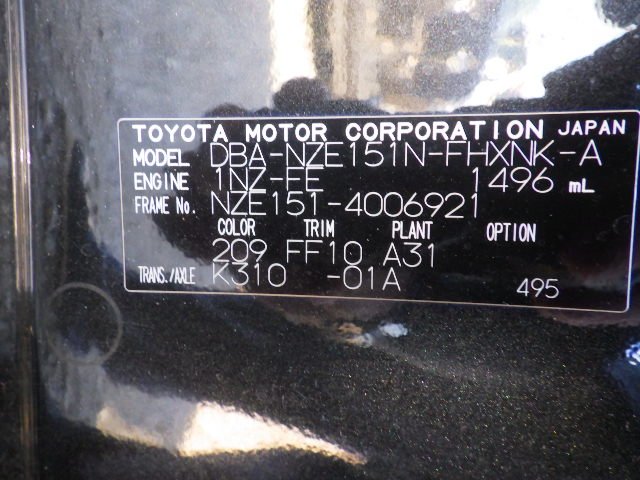 TOYOTA MOTOR CORPORATION JAPAN
MODEL DBA-NZE151N-FHXNK-A
ENGINE 1NZ-FE 1496 mL
FRAME No. NZE151-4006921
COLOR TRIM PLANT OPTION
209 FF10 A31
TRANS./AXLE K310 -01A 495